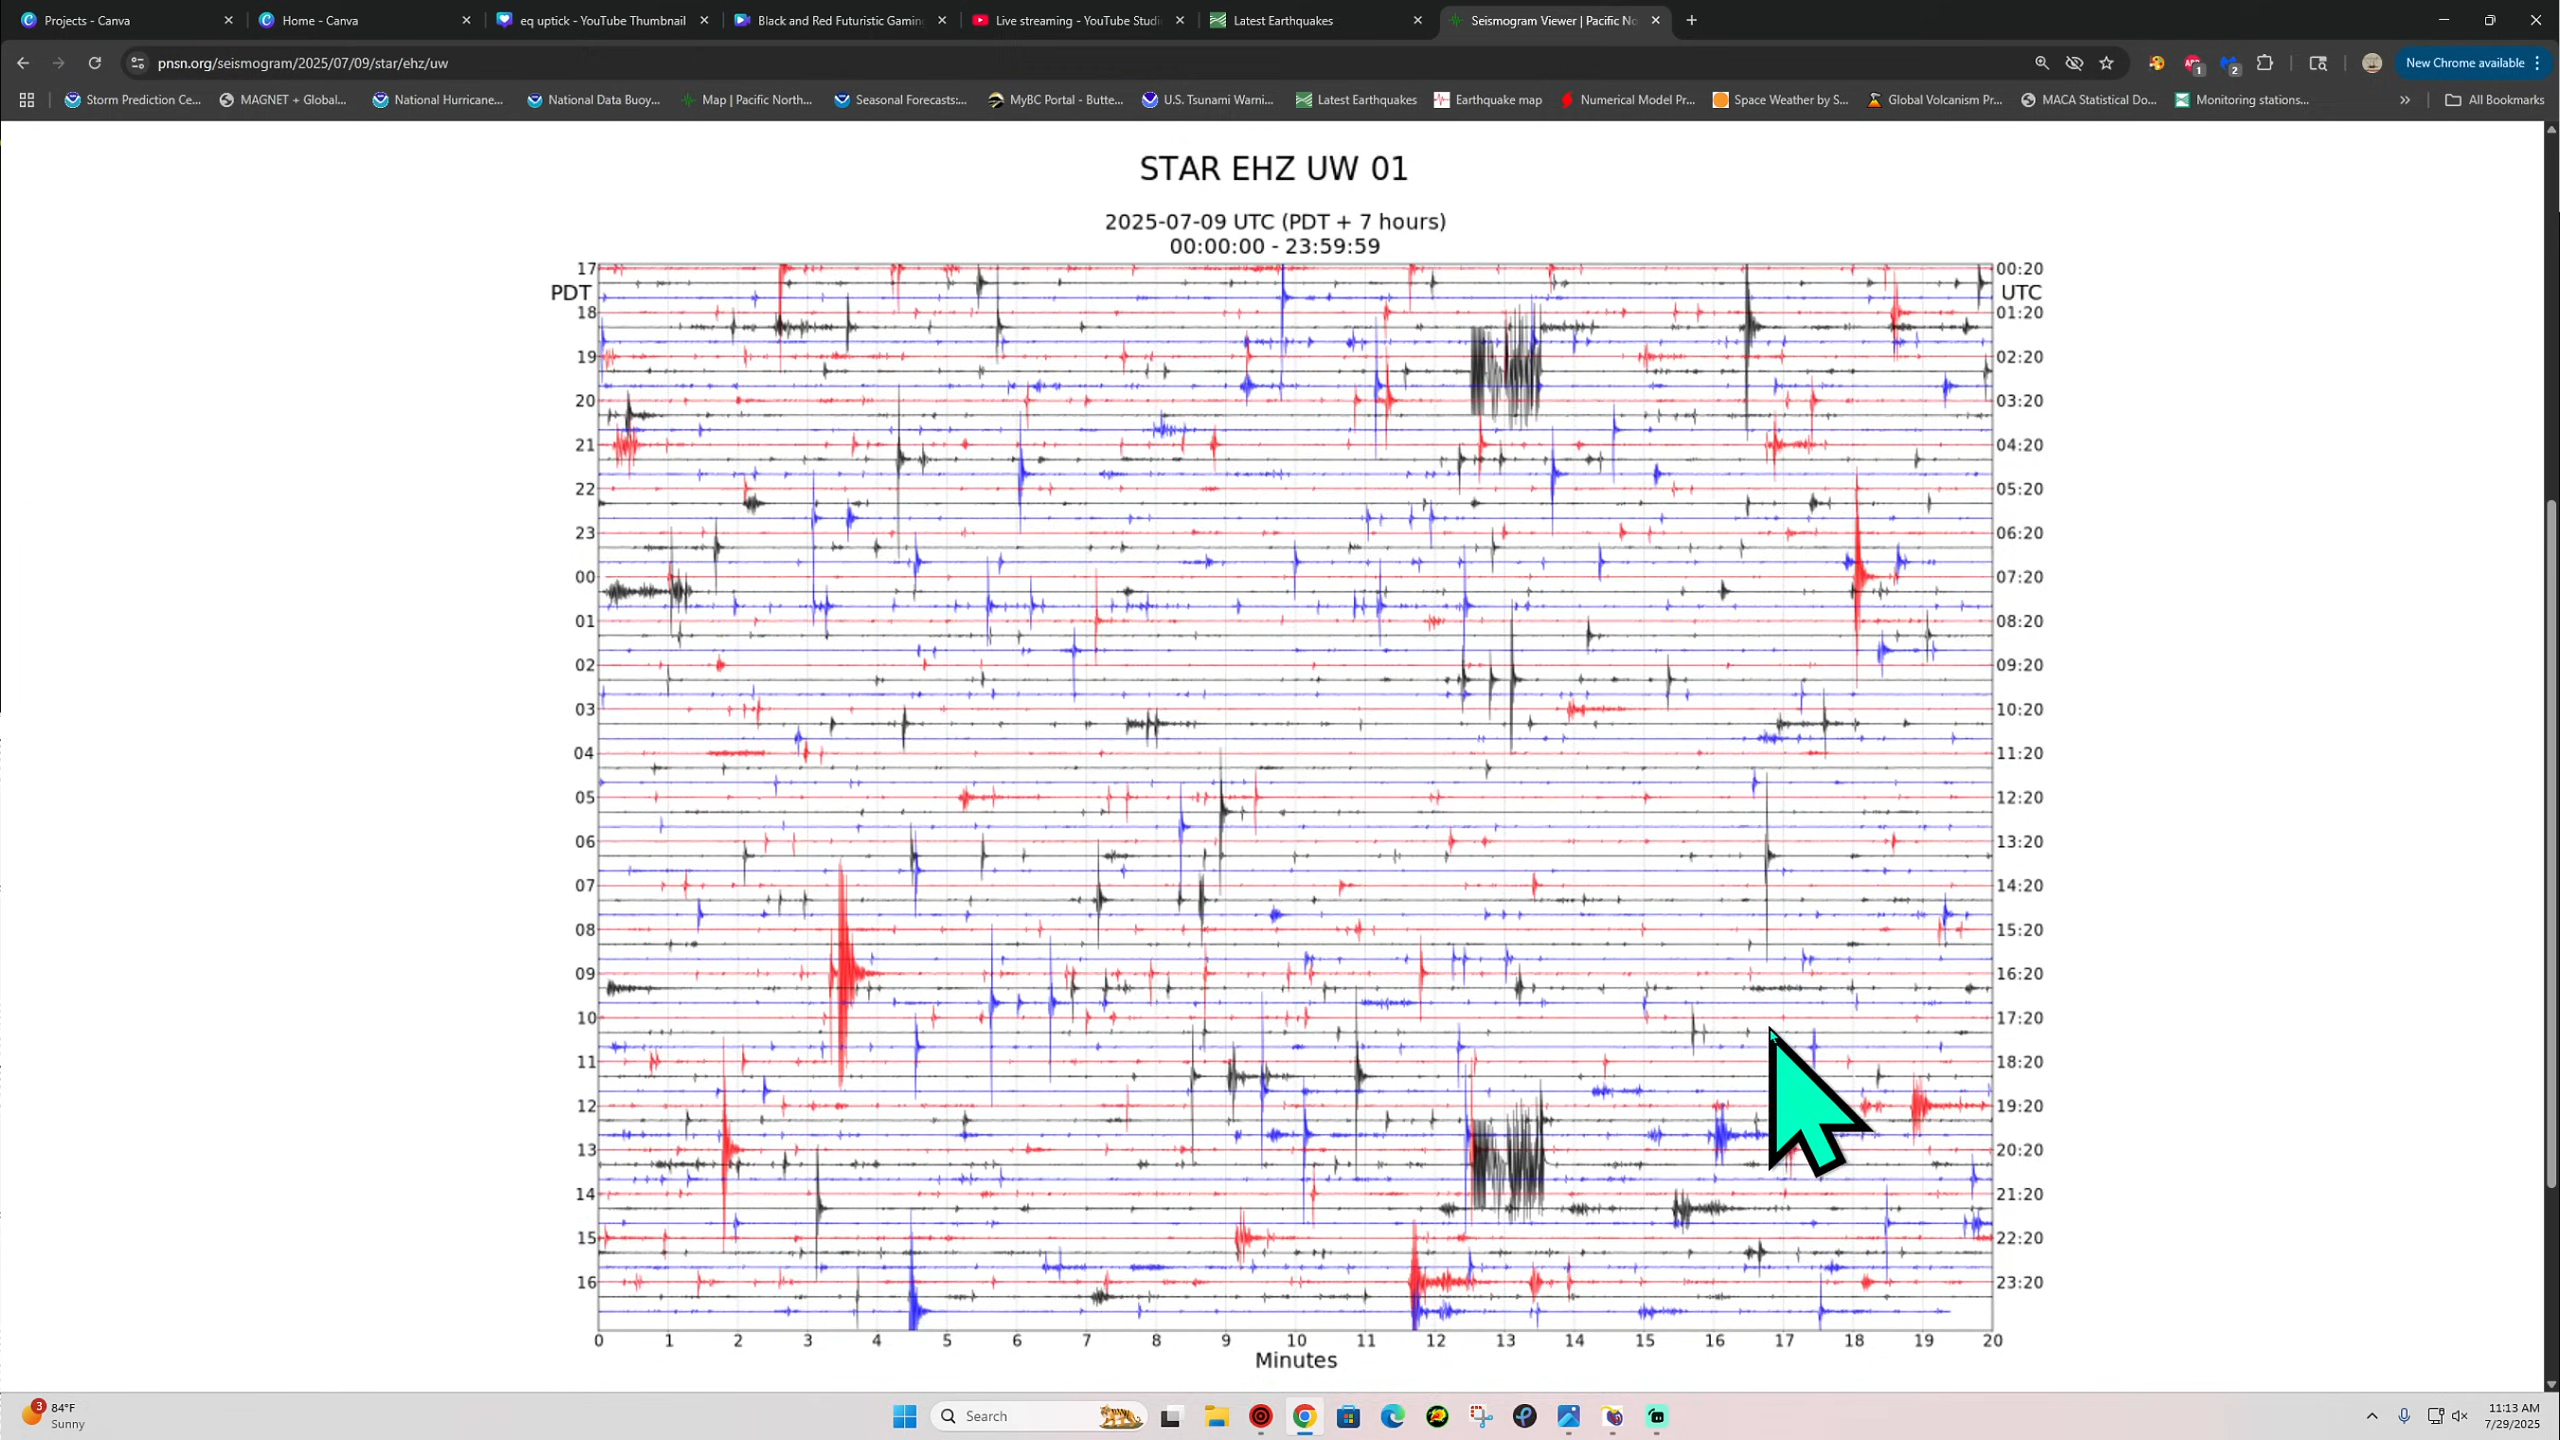 Projects - Canva
Home - Canva
eq uptick - YouTube Thumbnail
Black and Red Futuristic Gamin
Live streaming - YouTube Studi
Latest Earthquakes
Seismogram Viewer | Pacific No
pnsn.org/seismogram/2025/07/09/star/ehz/uw
1
2
New Chrome available
Storm Prediction Ce...
MAGNET + Global...
National Hurricane...
National Data Buoy...
Map | Pacific North...
Seasonal Forecasts:...
MyBC Portal - Butte...
U.S. Tsunami Warni...
Latest Earthquakes
Earthquake map
Numerical Model Pr...
Space Weather by S...
Global Volcanism Pr...
MACA Statistical Do...
Monitoring stations...
All Bookmarks
STAR EHZ UW 01
2025-07-09 UTC (PDT + 7 hours)
00:00:00 - 23:59:59
17 00:20
PDT UTC
18 01:20
19 02:20
20 03:20
21 04:20
22 05:20
23 06:20
00 07:20
01 08:20
02 09:20
03 10:20
04 11:20
05 12:20
06 13:20
07 14:20
08 15:20
09 16:20
10 17:20
11 18:20
12 19:20
13 20:20
14 21:20
15 22:20
16 23:20
0 1 2 3 4 5 6 7 8 9 10 11 12 13 14 15 16 17 18 19 20
Minutes
3
84°F
Sunny
Search
11:13 AM
7/29/2025